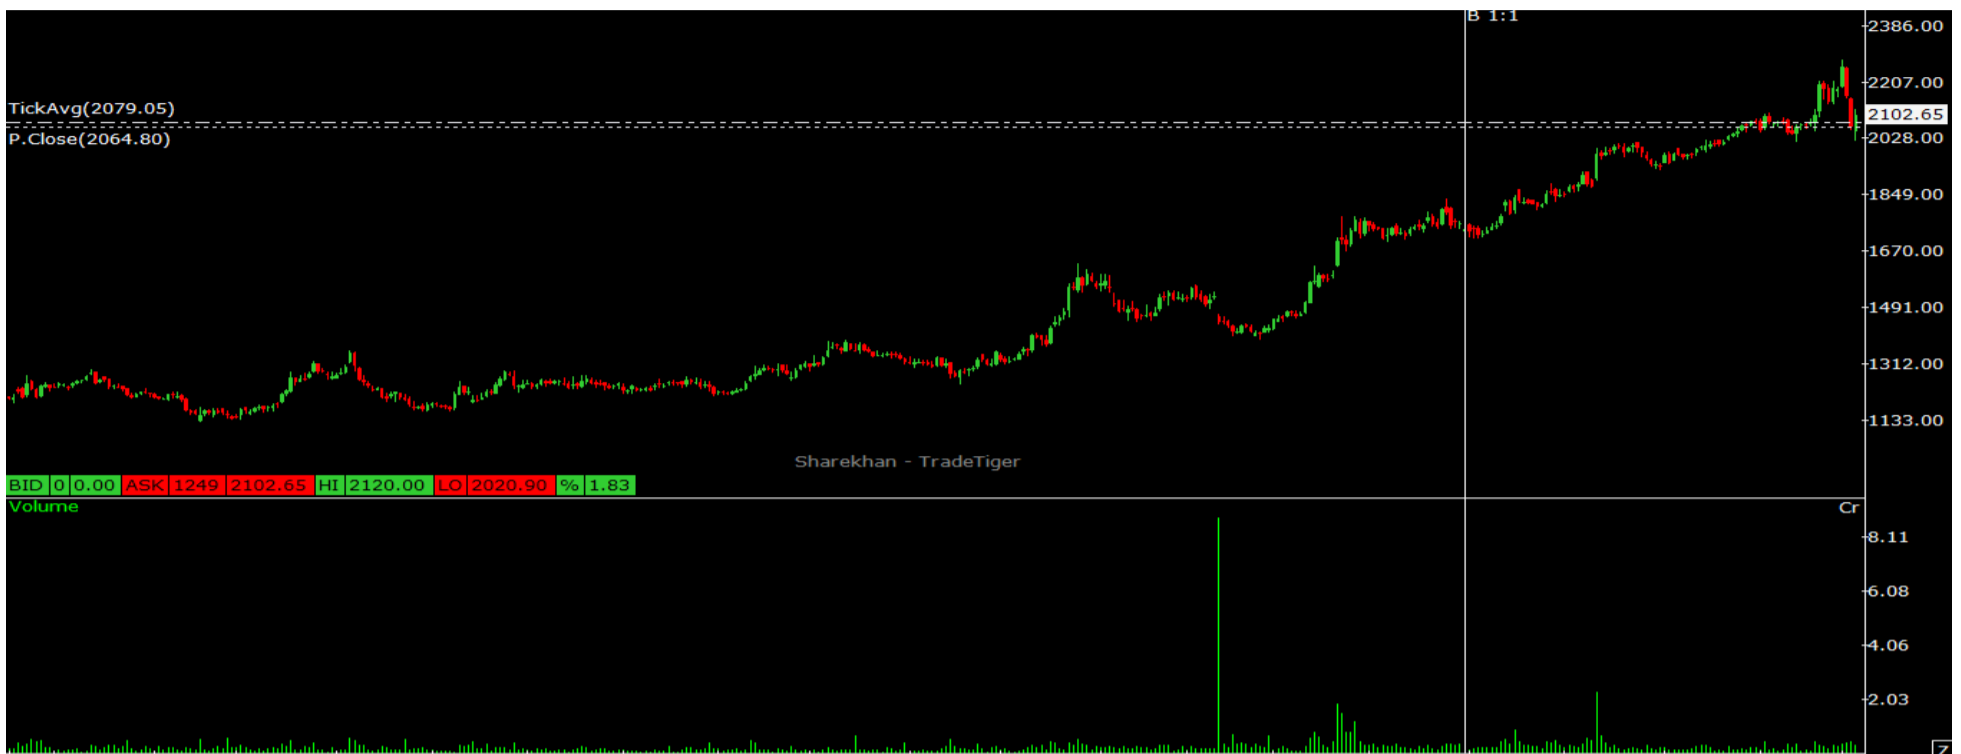 B 1:1
2386.00
2207.00
TickAvg(2079.05)
2102.65
P.Close(2064.80)
2028.00
1849.00
1670.00
1491.00
1312.00
1133.00
Sharekhan - TradeTiger
BID 0 0.00 ASK 1249 2102.65 HI 2120.00 LO 2020.90 % 1.83
Volume
Cr
8.11
6.08
4.06
2.03
Z